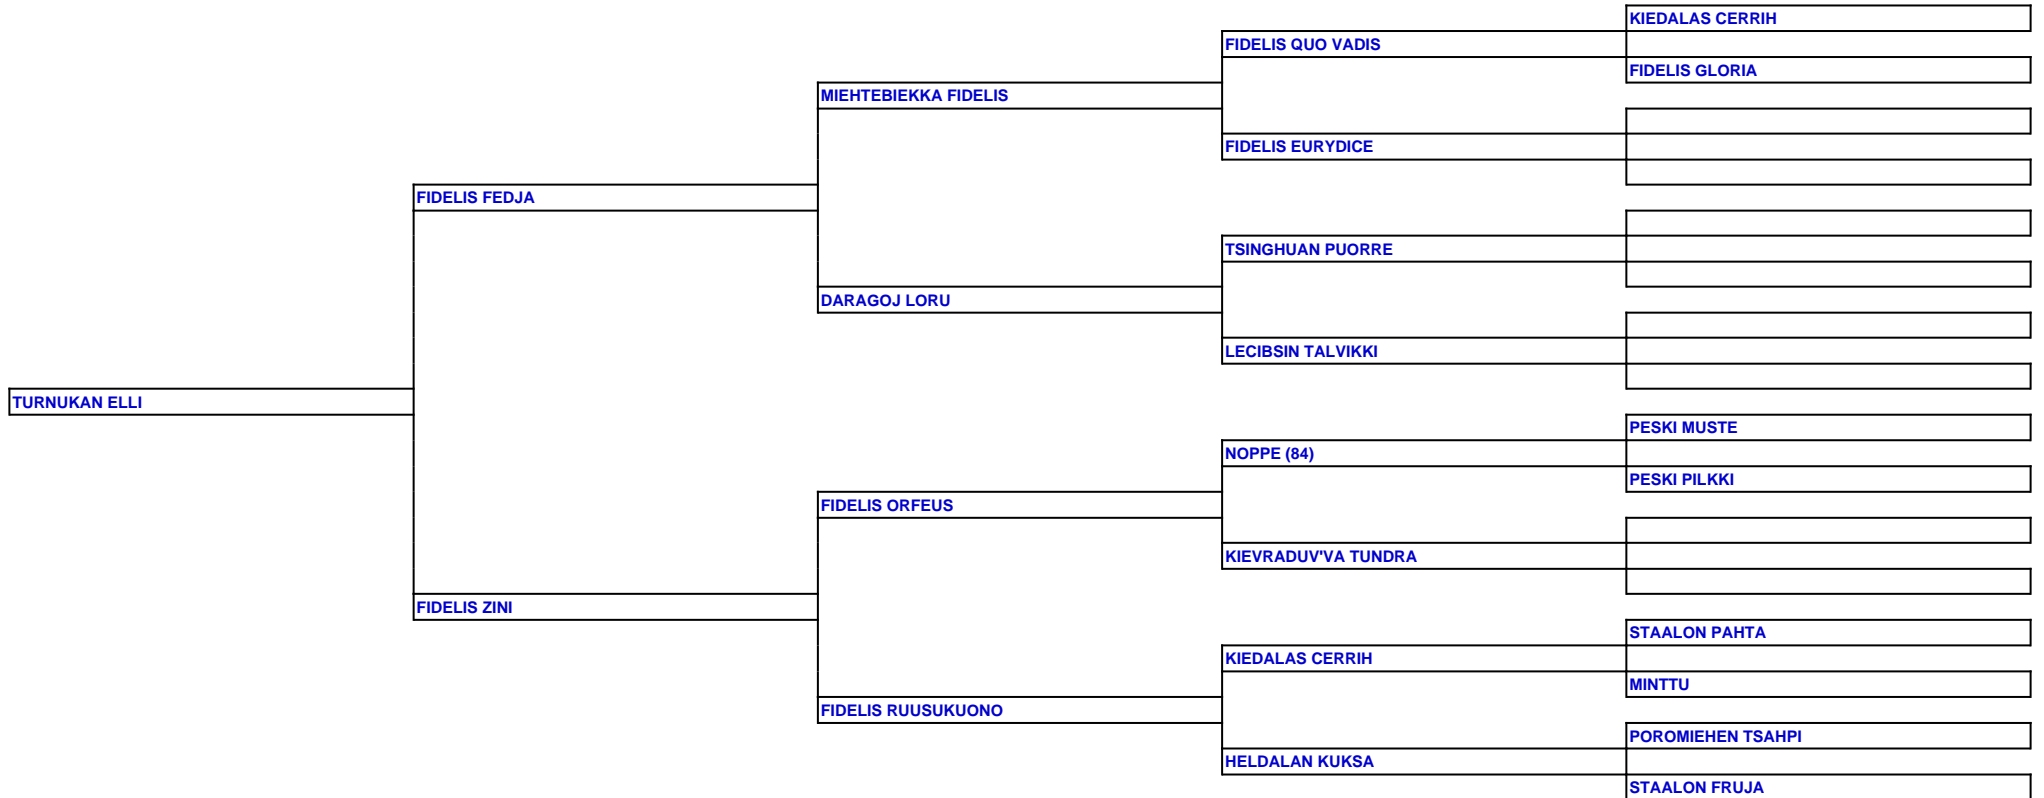 KIEDALAS CERRIH
FIDELIS QUO VADIS
FIDELIS GLORIA
MIEHTEBIEKKA FIDELIS
FIDELIS EURYDICE
FIDELIS FEDJA
TSINGHUAN PUORRE
DARAGOJ LORU
LECIBSIN TALVIKKI
TURNUKAN ELLI
PESKI MUSTE
NOPPE (84)
PESKI PILKKI
FIDELIS ORFEUS
KIEVRADUV'VA TUNDRA
FIDELIS ZINI
STAALON PAHTA
KIEDALAS CERRIH
MINTTU
FIDELIS RUUSUKUONO
POROMIEHEN TSAHPI
HELDALAN KUKSA
STAALON FRUJA